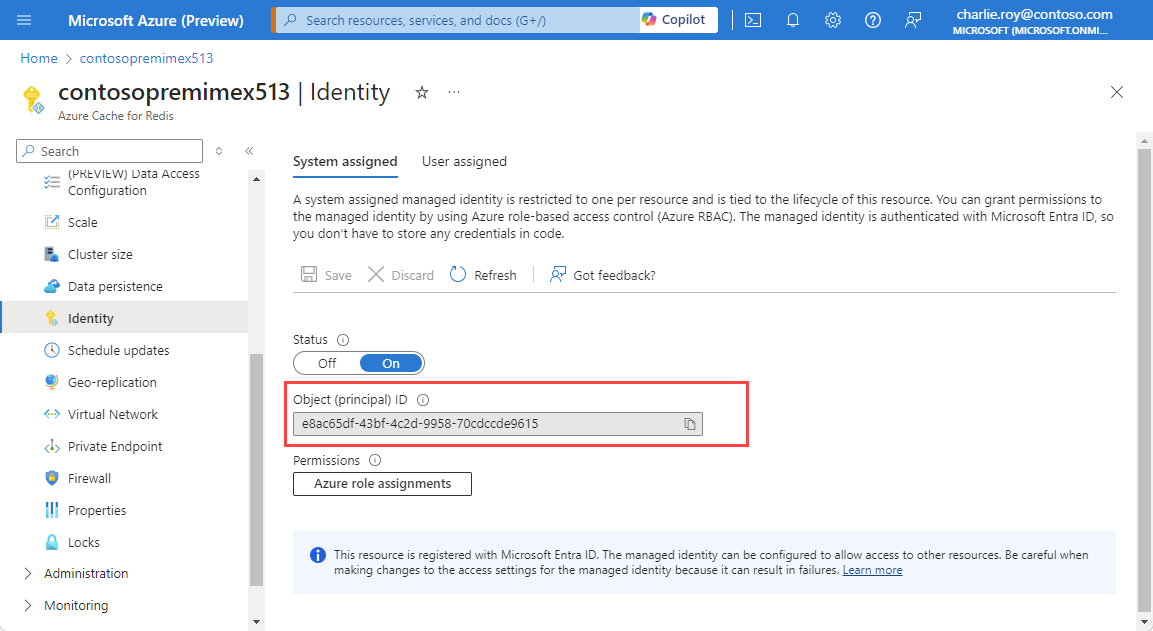 Microsoft Azure (Preview)
Search resources, services, and docs (G+/)
Copilot
charlie.roy@contoso.com
MICROSOFT (MICROSOFT.ONMI...
Home > contosopremimex513
contosopremimex513 | Identity
Azure Cache for Redis
Search
(PREVIEW) Data Access
Configuration
Scale
Cluster size
Data persistence
Identity
Schedule updates
Geo-replication
Virtual Network
Private Endpoint
Firewall
Properties
Locks
Administration
Monitoring
System assigned
User assigned
A system assigned managed identity is restricted to one per resource and is tied to the lifecycle of this resource. You can grant permissions to
the managed identity by using Azure role-based access control (Azure RBAC). The managed identity is authenticated with Microsoft Entra ID, so
you don't have to store any credentials in code.
Save
Discard
Refresh
Got feedback?
Status
Off
On
Object (principal) ID
e8ac65df-43bf-4c2d-9958-70cdccde9615
Permissions
Azure role assignments
This resource is registered with Microsoft Entra ID. The managed identity can be configured to allow access to other resources. Be careful when
making changes to the access settings for the managed identity because it can result in failures. Learn more